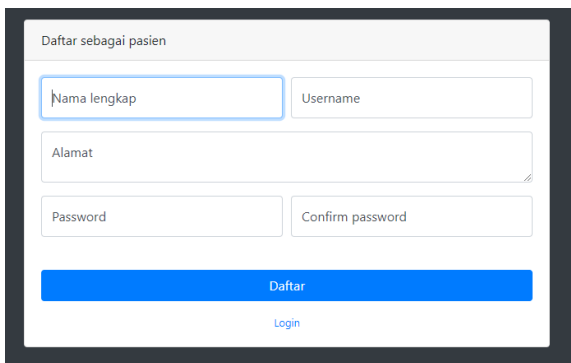 Daftar sebagai pasien
Nama lengkap Username
Alamat
Password Confirm password
Daftar
Login